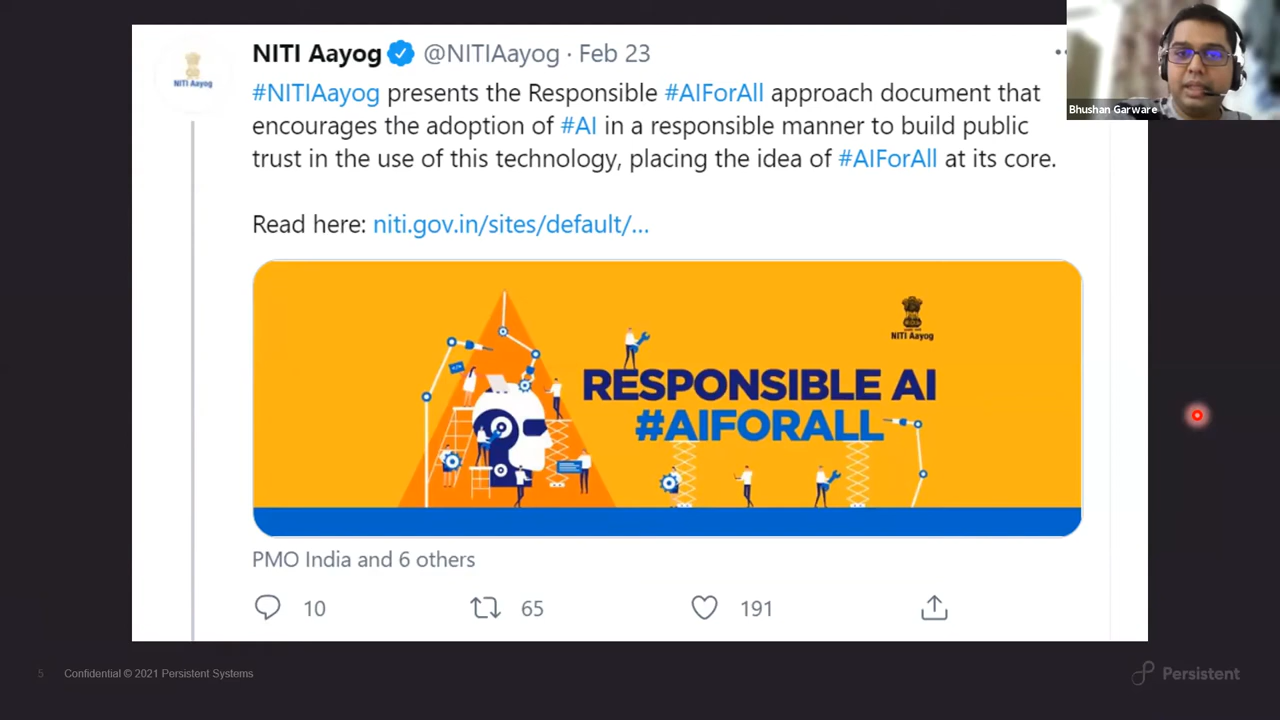 NITI Aayog @NITIAayog · Feb 23
#NITIAayog presents the Responsible #AIForAll approach document that
encourages the adoption of #AI in a responsible manner to build public
trust in the use of this technology, placing the idea of #AIForAll at its core.
Read here: niti.gov.in/sites/default/...
NITI Aayog
Bhushan Garware
NITI Aayog
RESPONSIBLE AI
#AIFORALL
PMO India and 6 others
10 65 191
5 Confidential © 2021 Persistent Systems
Persistent